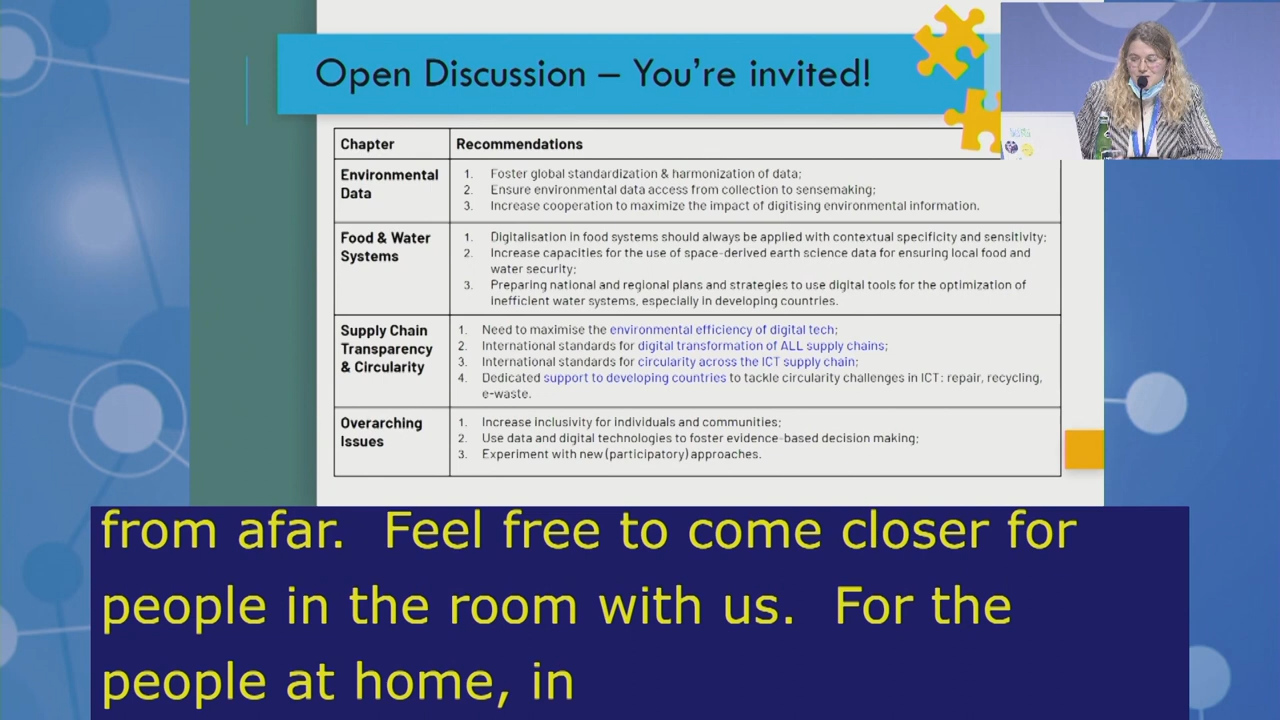 Open Discussion – You're invited!
Chapter Recommendations
Environmental Data
1. Foster global standardization & harmonization of data;
2. Ensure environmental data access from collection to sensemaking;
3. Increase cooperation to maximize the impact of digitising environmental information.
Food & Water Systems
1. Digitalisation in food systems should always be applied with contextual specificity and sensitivity;
2. Increase capacities for the use of space-derived earth science data for ensuring local food and
water security;
3. Preparing national and regional plans and strategies to use digital tools for the optimization of
inefficient water systems, especially in developing countries.
Supply Chain Transparency & Circularity
1. Need to maximise the environmental efficiency of digital tech;
2. International standards for digital transformation of ALL supply chains;
3. International standards for circularity across the ICT supply chain;
4. Dedicated support to developing countries to tackle circularity challenges in ICT: repair, recycling,
e-waste.
Overarching Issues
1. Increase inclusivity for individuals and communities;
2. Use data and digital technologies to foster evidence-based decision making;
3. Experiment with new (participatory) approaches.
from afar. Feel free to come closer for
people in the room with us. For the
people at home, in